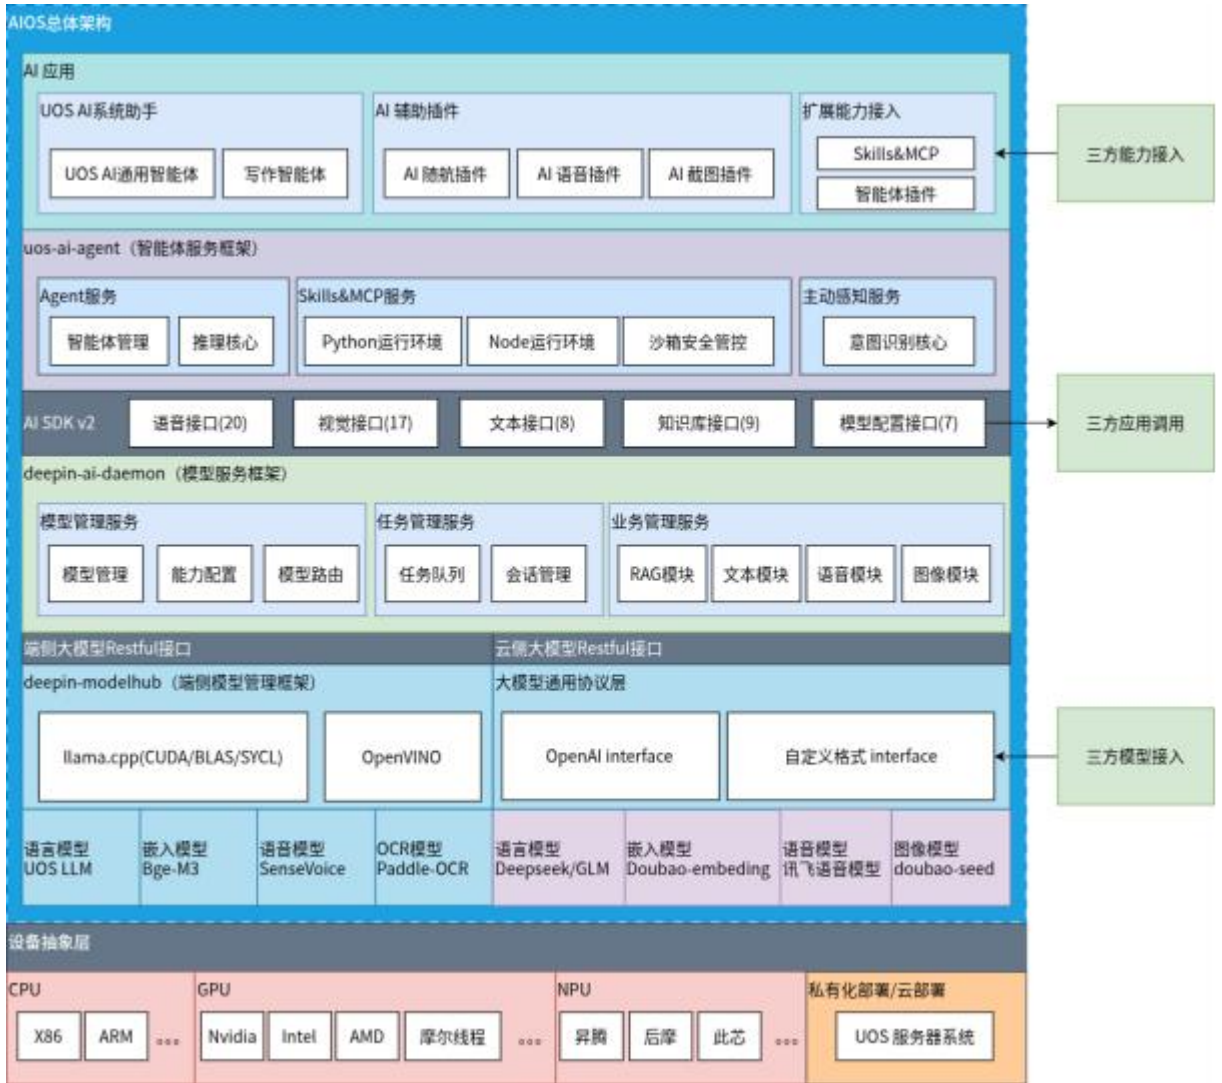 AIOS总体架构
AI 应用
UOS AI系统助手
UOS AI通用智能体
写作智能体
AI 辅助插件
AI 随航插件
AI 语音插件
AI 截图插件
扩展能力接入
Skills&MCP
智能体插件
三方能力接入
uos-ai-agent（智能体服务框架）
Agent服务
智能体管理
推理核心
Skills&MCP服务
Python运行环境
Node运行环境
沙箱安全管控
主动感知服务
意图识别核心
AI SDK v2
语音接口(20)
视觉接口(17)
文本接口(8)
知识库接口(9)
模型配置接口(7)
三方应用调用
deepin-ai-daemon（模型服务框架）
模型管理服务
模型管理
能力配置
模型路由
任务管理服务
任务队列
会话管理
业务管理服务
RAG模块
文本模块
语音模块
图像模块
端侧大模型Restful接口
云侧大模型Restful接口
deepin-modelhub（端侧模型管理框架）
llama.cpp(CUDA/BLAS/SYCL)
OpenVINO
大模型通用协议层
OpenAI interface
自定义格式 interface
三方模型接入
语言模型
UOS LLM
嵌入模型
Bge-M3
语音模型
SenseVoice
OCR模型
Paddle-OCR
语言模型
Deepseek/GLM
嵌入模型
Doubao-embeding
语音模型
讯飞语音模型
图像模型
doubao-seed
设备抽象层
CPU
X86
ARM
GPU
Nvidia
Intel
AMD
摩尔线程
NPU
昇腾
后摩
此芯
私有化部署/云部署
UOS 服务器系统